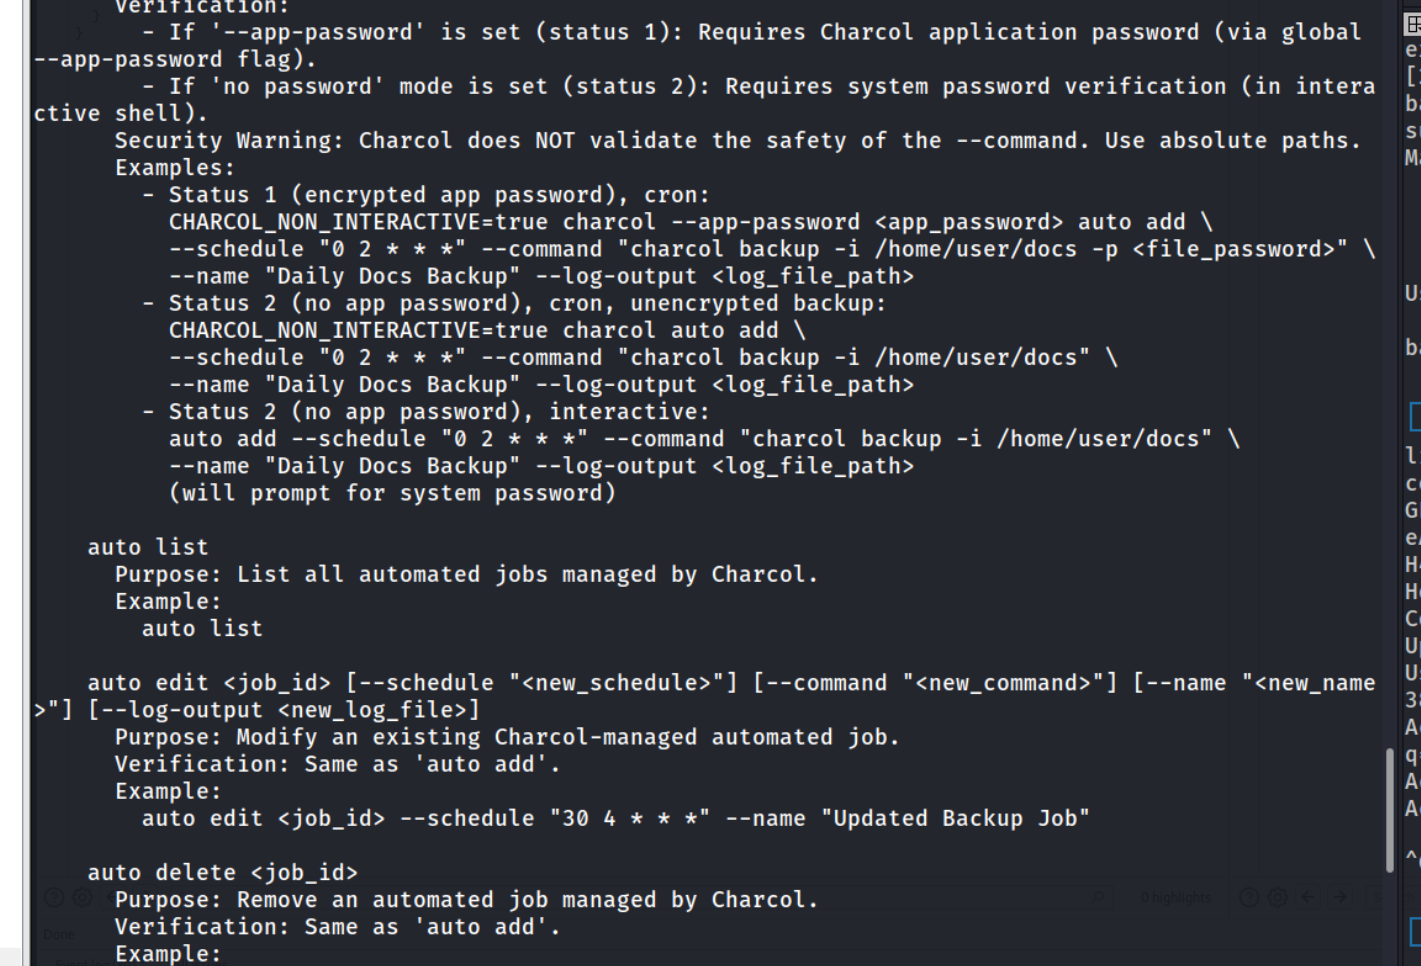 Verification:
- If '--app-password' is set (status 1): Requires Charcol application password (via global
--app-password flag).
- If 'no password' mode is set (status 2): Requires system password verification (in intera
ctive shell).
Security Warning: Charcol does NOT validate the safety of the --command. Use absolute paths.
Examples:
- Status 1 (encrypted app password), cron:
CHARCOL_NON_INTERACTIVE=true charcol --app-password <app_password> auto add \
--schedule "0 2 * * *" --command "charcol backup -i /home/user/docs -p <file_password>" \
--name "Daily Docs Backup" --log-output <log_file_path>
- Status 2 (no app password), cron, unencrypted backup:
CHARCOL_NON_INTERACTIVE=true charcol auto add \
--schedule "0 2 * * *" --command "charcol backup -i /home/user/docs" \
--name "Daily Docs Backup" --log-output <log_file_path>
- Status 2 (no app password), interactive:
auto add --schedule "0 2 * * *" --command "charcol backup -i /home/user/docs" \
--name "Daily Docs Backup" --log-output <log_file_path>
(will prompt for system password)
auto list
Purpose: List all automated jobs managed by Charcol.
Example:
auto list
auto edit <job_id> [--schedule "<new_schedule>"] [--command "<new_command>"] [--name "<new_name
>"] [--log-output <new_log_file>]
Purpose: Modify an existing Charcol-managed automated job.
Verification: Same as 'auto add'.
Example:
auto edit <job_id> --schedule "30 4 * * *" --name "Updated Backup Job"
auto delete <job_id>
Purpose: Remove an automated job managed by Charcol.
0 highlights
Verification: Same as 'auto add'.
Done
Example: